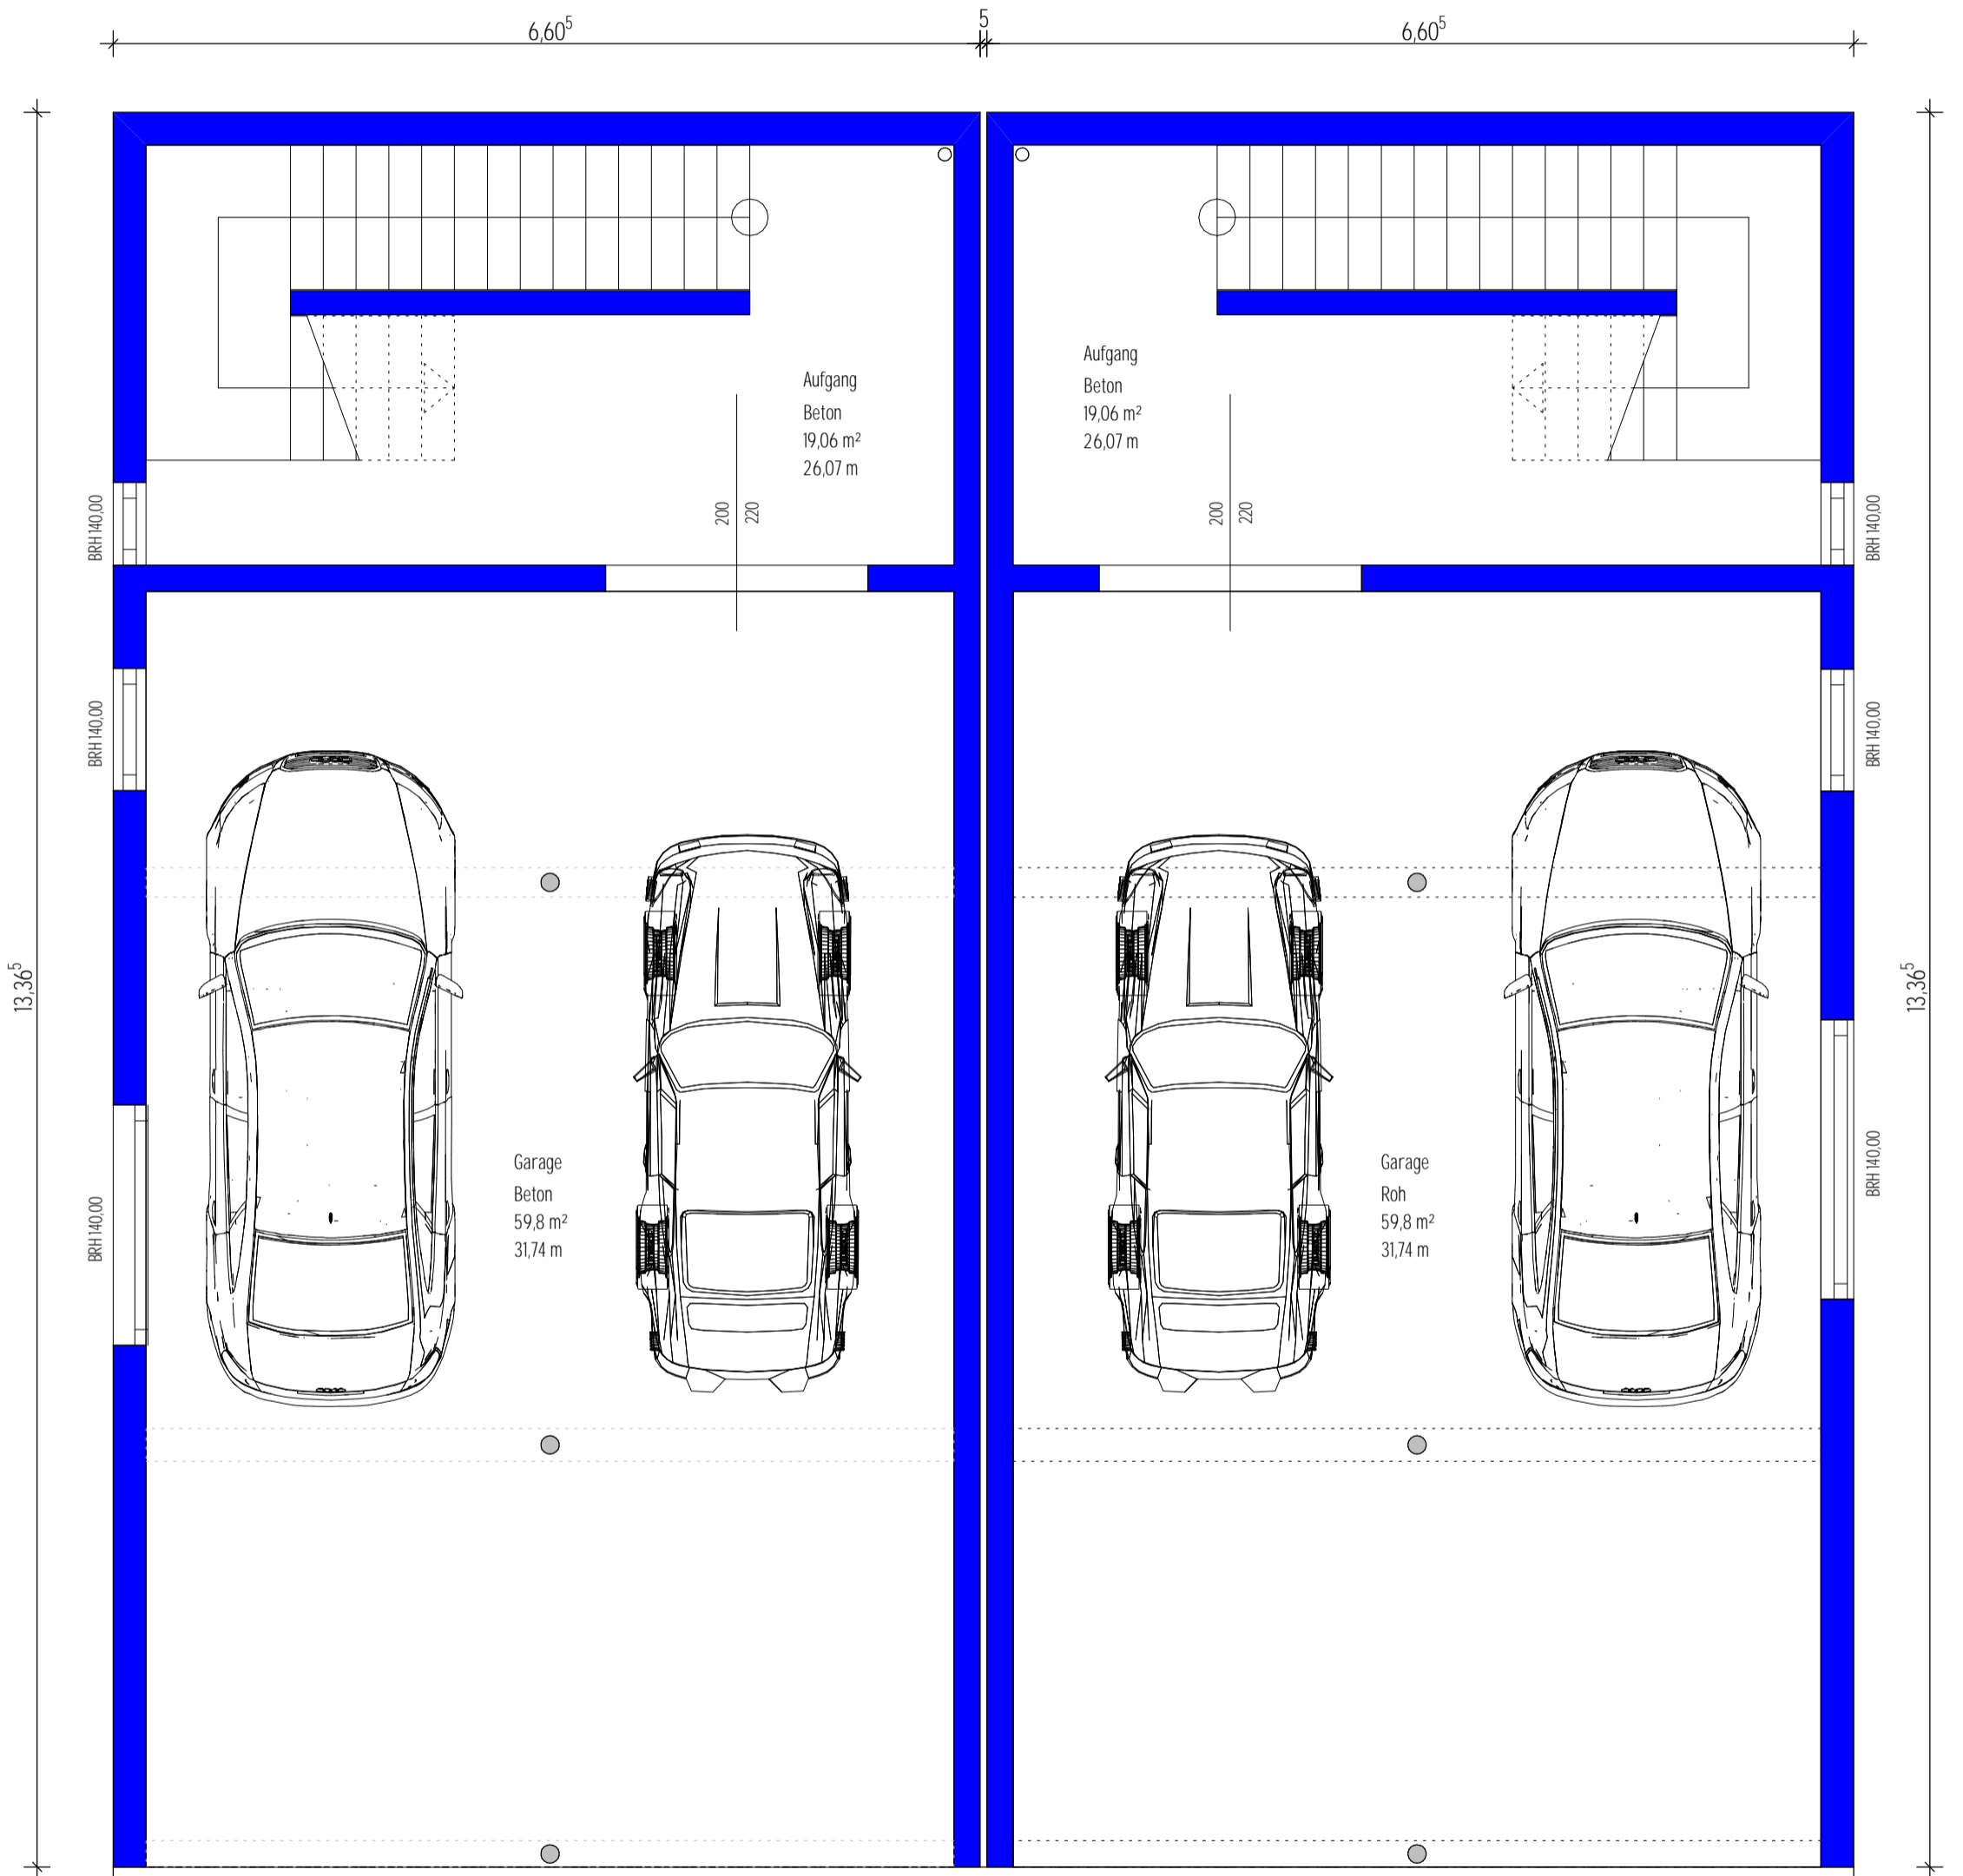 6,60⁵
5
6,60⁵
Aufgang
Beton
19,06 m²
26,07 m
Aufgang
Beton
19,06 m²
26,07 m
BRH 140,00
200
220
200
220
BRH 140,00
BRH 140,00
BRH 140,00
13,36⁵
13,36⁵
Garage
Beton
59,8 m²
31,74 m
Garage
Roh
59,8 m²
31,74 m
BRH 140,00
BRH 140,00